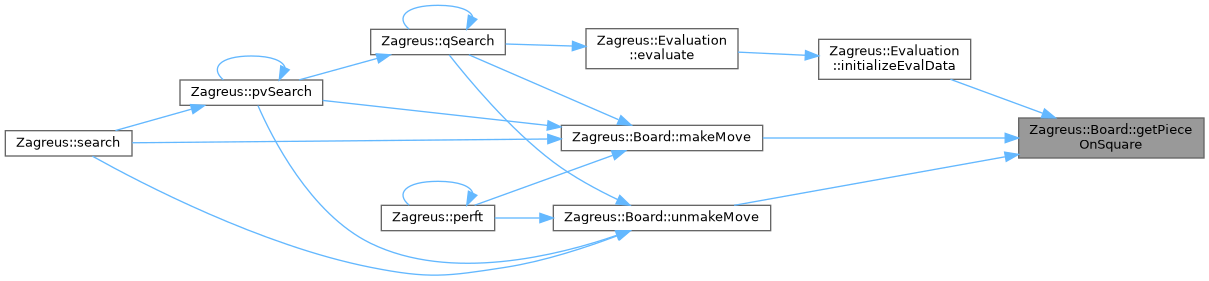 Zagreus::qSearch
Zagreus::Evaluation
::evaluate
Zagreus::Evaluation
::initializeEvalData
Zagreus::pvSearch
Zagreus::search
Zagreus::Board::makeMove
Zagreus::Board::getPiece
OnSquare
Zagreus::perft
Zagreus::Board::unmakeMove